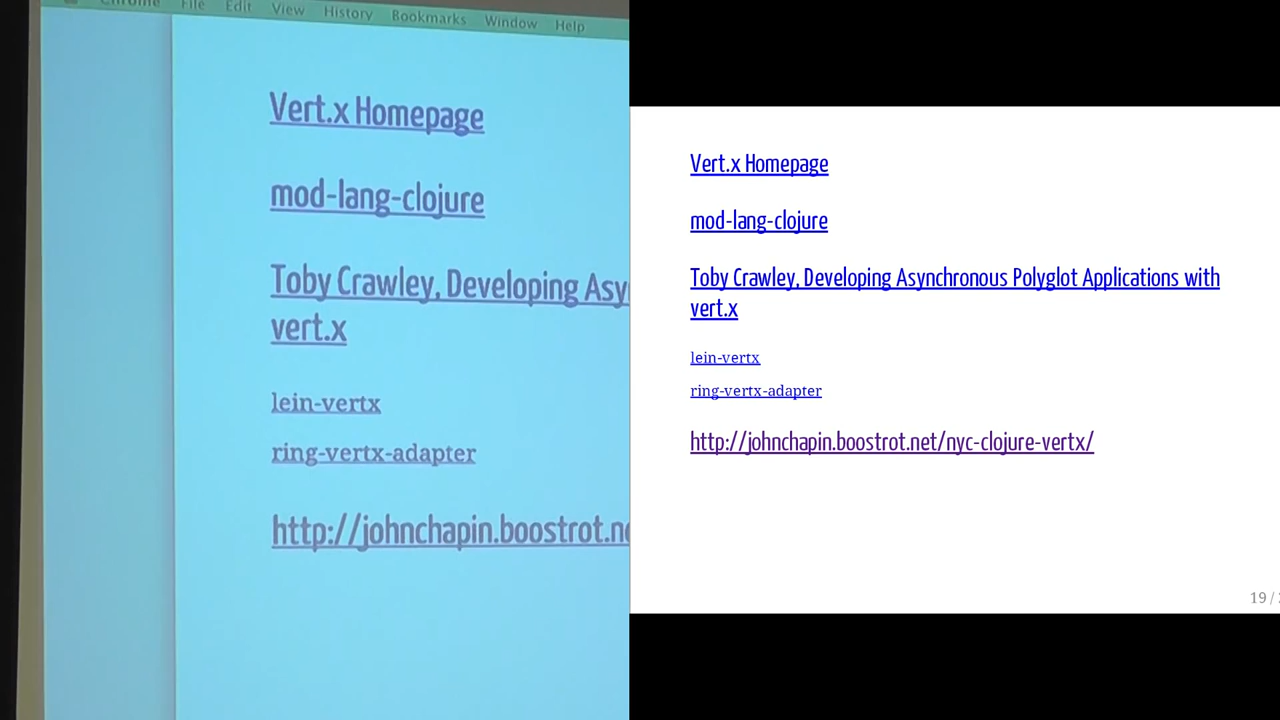 Chrome File Edit View History Bookmarks Window Help
Vert.x Homepage
mod-lang-clojure
Toby Crawley, Developing Asy
vert.x
lein-vertx
ring-vertx-adapter
http://johnchapin.boostrot.ne
Vert.x Homepage
mod-lang-clojure
Toby Crawley, Developing Asynchronous Polyglot Applications with
vert.x
lein-vertx
ring-vertx-adapter
http://johnchapin.boostrot.net/nyc-clojure-vertx/
19 /